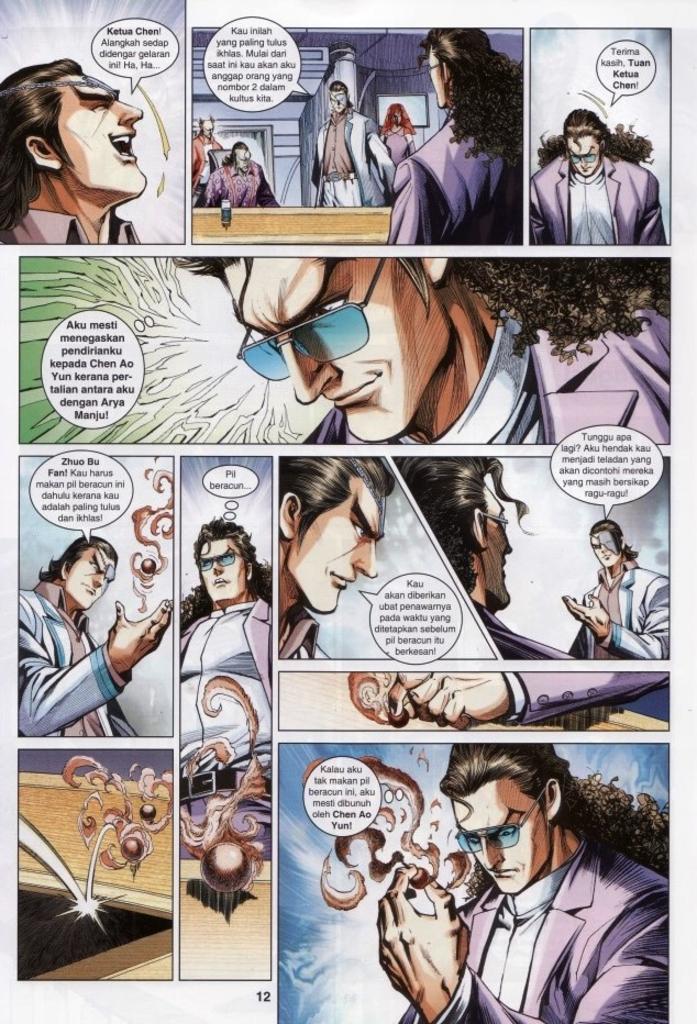 Ketua Chen!
Alangkah sedap
didengar gelaran
ini! Ha, Ha...
Kau inilah
yang paling tulus
ikhlas. Mulai dari
saat ini kau akan aku
anggap orang yang
nombor 2 dalam
kultus kita.
Terima
kasih, Tuan
Ketua
Chen!
Aku mesti
menegaskan
pendirianku
kepada Chen Ao
Yun kerana per-
talian antara aku
dengan Arya
Manju!
Zhuo Bu
Fan! Kau harus
makan pil beracun ini
dahulu kerana kau
adalah paling tulus
dan ikhlas!
Pil
beracun...
Kau
akan diberikan
ubat penawarnya
pada waktu yang
ditetapkan sebelum
pil beracun itu
berkesan!
Tunggu apa
lagi? Aku hendak kau
menjadi teladan yang
akan dicontohi mereka
yang masih bersikap
ragu-ragu!
Kalau aku
tak makan pil
beracun ini, aku
mesti dibunuh
oleh Chen Ao
Yun!
12